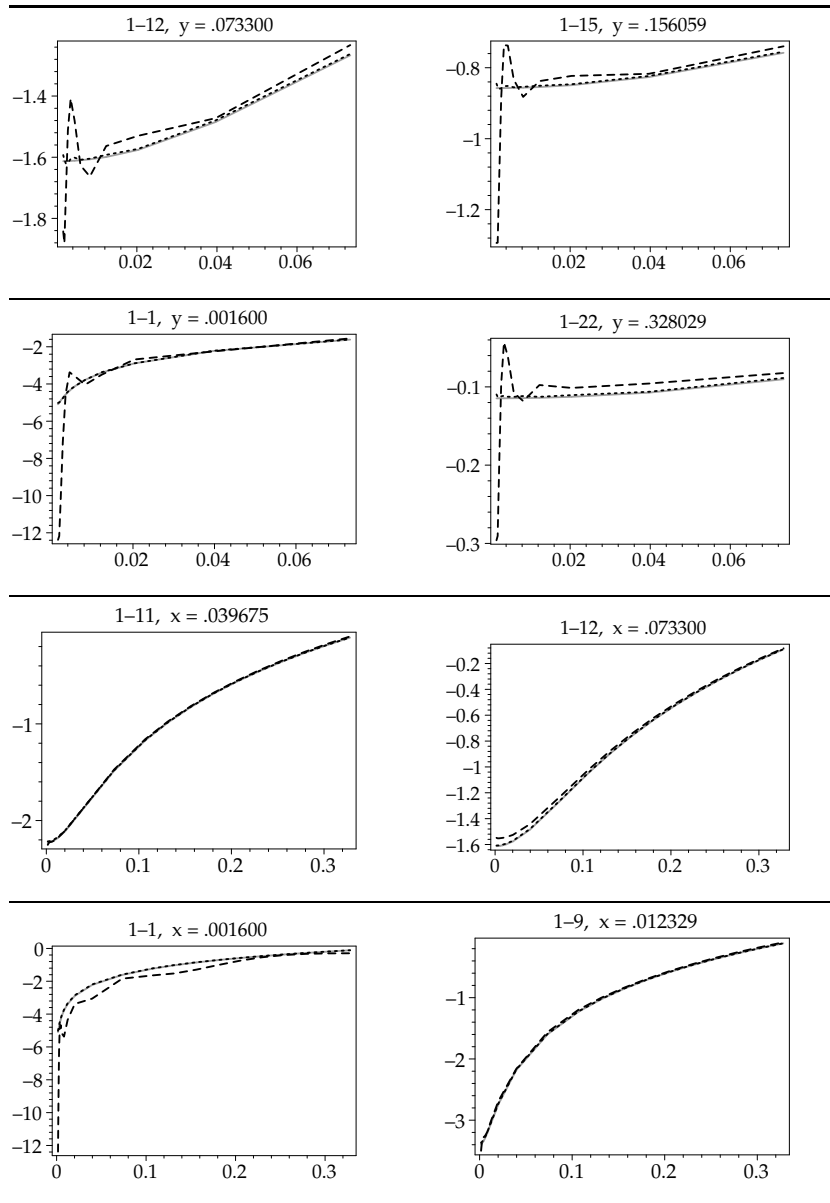 1–12, y = .073300
−1.4
−1.6
−1.8
0.02 0.04 0.06
1–15, y = .156059
−0.8
−1
−1.2
0.02 0.04 0.06
1–1, y = .001600
−2
−4
−6
−8
−10
−12
0.02 0.04 0.06
1–22, y = .328029
−0.1
−0.2
−0.3
0.02 0.04 0.06
1–11, x = .039675
−1
−2
0 0.1 0.2 0.3
1–12, x = .073300
−0.2
−0.4
−0.6
−0.8
−1
−1.2
−1.4
−1.6
0 0.1 0.2 0.3
1–1, x = .001600
0
−2
−4
−6
−8
−10
−12
0 0.1 0.2 0.3
1–9, x = .012329
−1
−2
−3
0 0.1 0.2 0.3